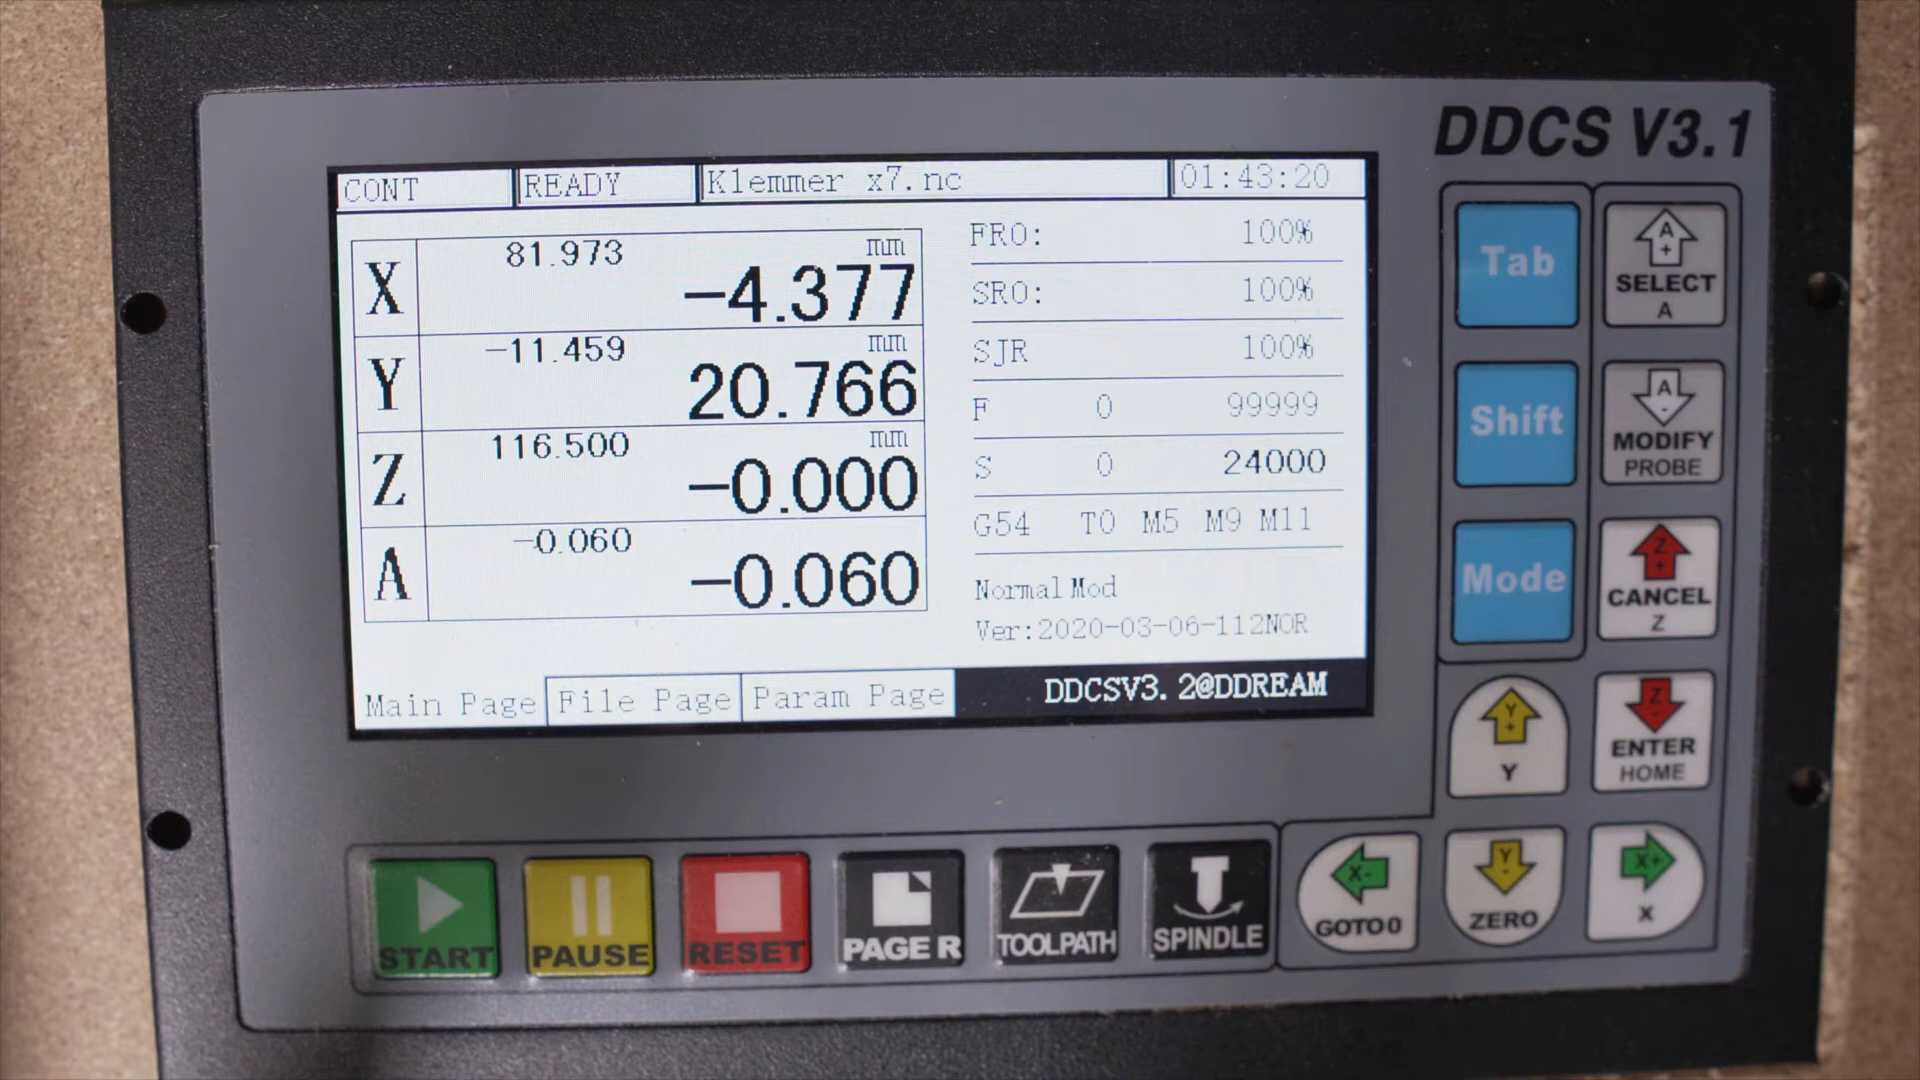 DDCS V3.1
CONT READY Klemmer x7.nc 01:43:20
X 81.973 mm -4.377
Y -11.459 mm 20.766
Z 116.500 mm -0.000
A -0.060 -0.060
FRO: 100%
SRO: 100%
SJR 100%
F 0 99999
S 0 24000
G54 T0 M5 M9 M11
Normal Mod
Ver:2020-03-06-112NOR
Main Page File Page Param Page DDCSV3.2@DDREAM
Tab
A+
SELECT
A
Shift
A-
MODIFY
PROBE
Mode
Z+
CANCEL
Z
Y+
Y
Z-
ENTER
HOME
START
PAUSE
RESET
PAGE R
TOOLPATH
SPINDLE
X-
GOTO0
Y-
ZERO
X+
X